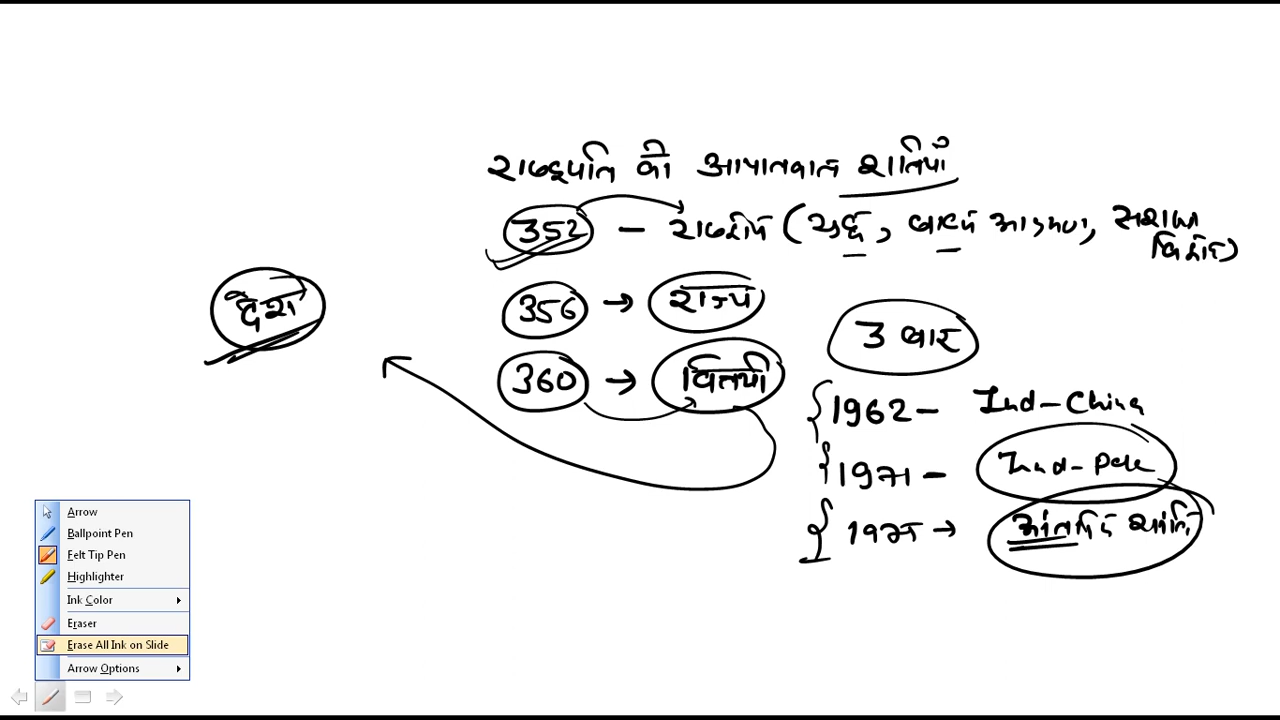 राष्ट्रपति की आपातकाल शक्तियाँ
352 – राष्ट्रीय (युद्ध, बाह्य आक्रमण, सशस्त्र
विद्रोह)
देश
356 → राज्य
3 बार
360 → वित्तीय
1962 – Ind-China
1971 – Ind-Pak
1975 → आंतरिक शांति
Arrow
Ballpoint Pen
Felt Tip Pen
Highlighter
Ink Color
Eraser
Erase All Ink on Slide
Arrow Options